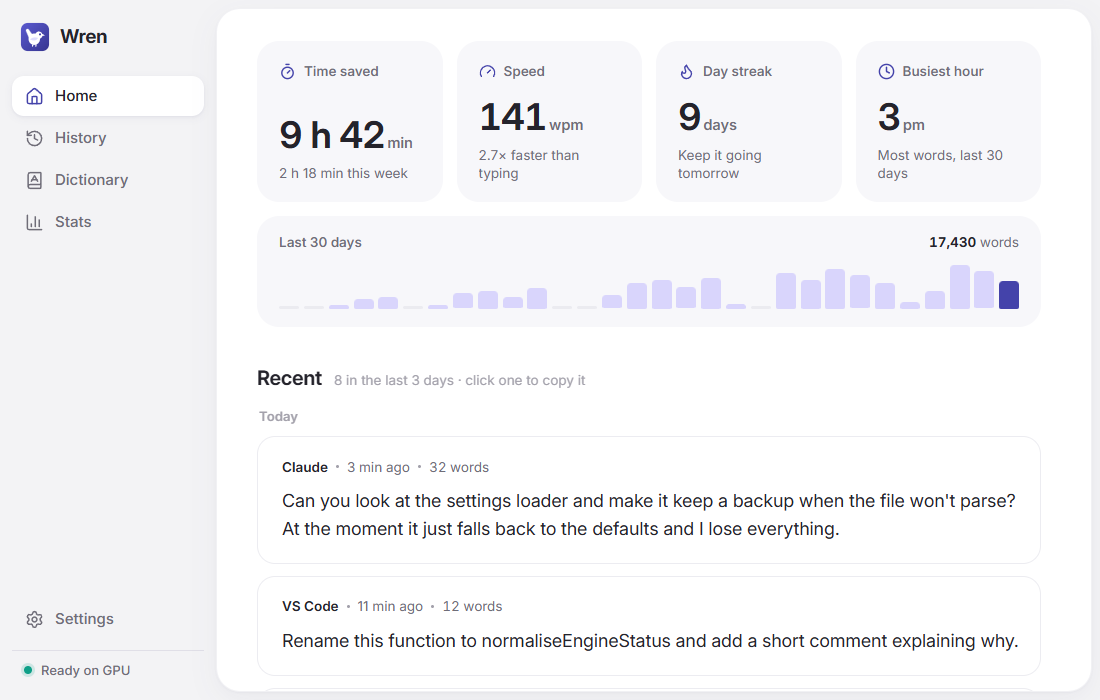 Wren
Home
History
Dictionary
Stats
Settings
Ready on GPU
Time saved
9 h 42 min
2 h 18 min this week
Speed
141 wpm
2.7× faster than
typing
Day streak
9 days
Keep it going
tomorrow
Busiest hour
3 pm
Most words, last 30
days
Last 30 days
17,430 words
Recent 8 in the last 3 days · click one to copy it
Today
Claude • 3 min ago • 32 words
Can you look at the settings loader and make it keep a backup when the file won't parse?
At the moment it just falls back to the defaults and I lose everything.
VS Code • 11 min ago • 12 words
Rename this function to normaliseEngineStatus and add a short comment explaining why.